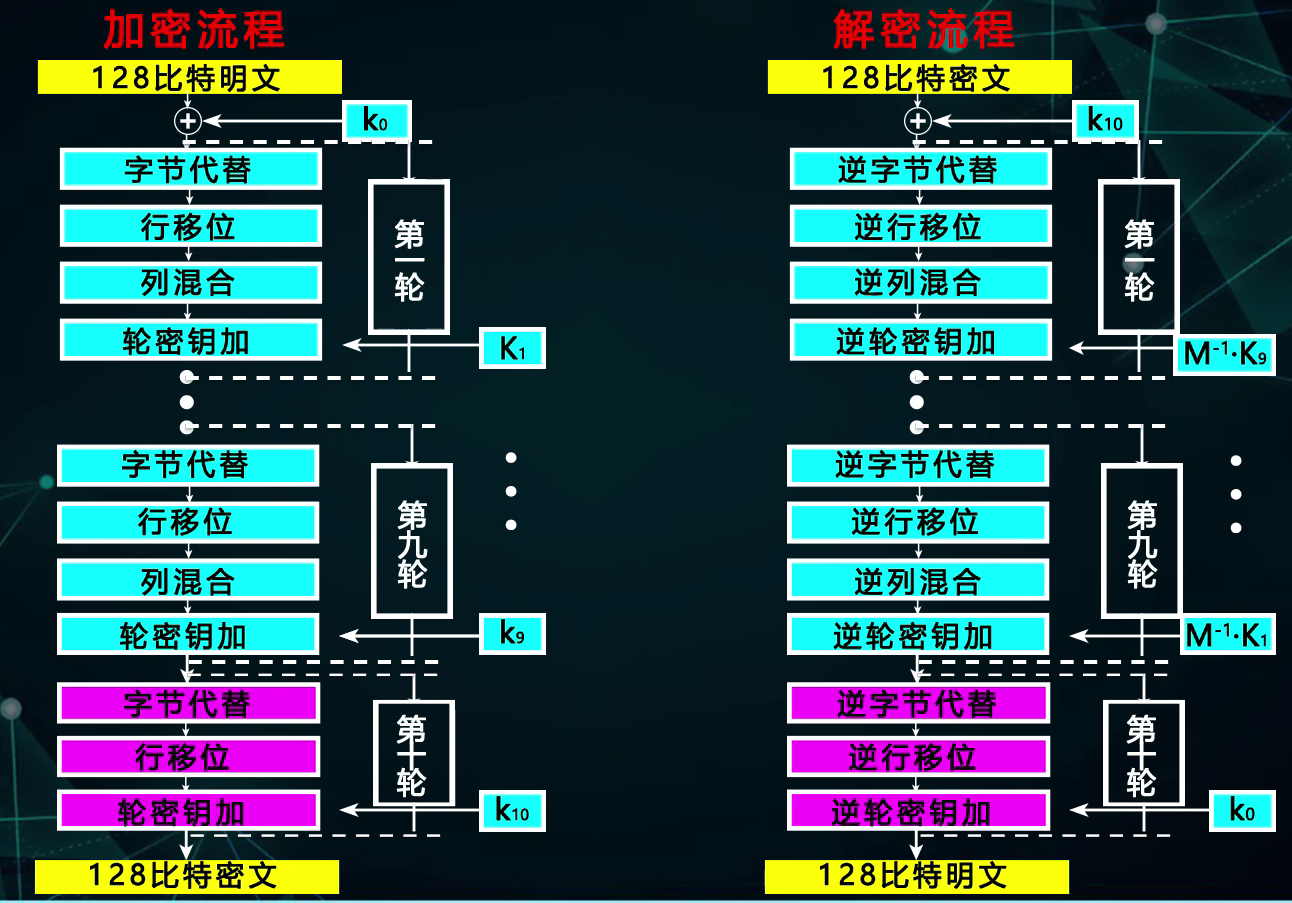 加密流程
128比特明文
k0
字节代替
行移位
列混合
轮密钥加
第一轮
K1
字节代替
行移位
列混合
轮密钥加
第九轮
k9
字节代替
行移位
轮密钥加
第十轮
k10
128比特密文
解密流程
128比特密文
k10
逆字节代替
逆行移位
逆列混合
逆轮密钥加
第一轮
M⁻¹·K9
逆字节代替
逆行移位
逆列混合
逆轮密钥加
第九轮
M⁻¹·K1
逆字节代替
逆行移位
逆轮密钥加
第十轮
k0
128比特明文